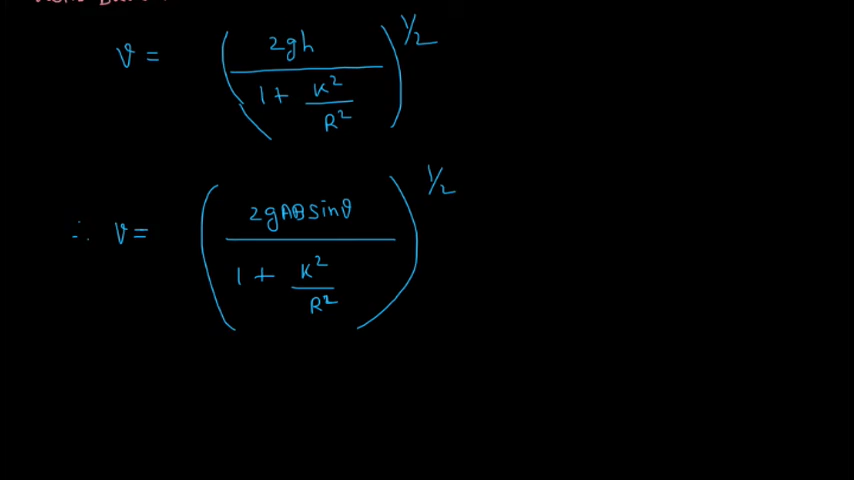 v = ( 2gh / 1 + K² / R² )^1/2
∴ v = ( 2gABsinθ / 1 + K² / R² )^1/2